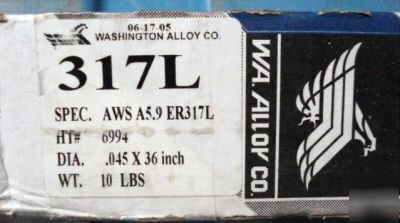 06-17-05
WASHINGTON ALLOY CO.
317L
SPEC. AWS A5.9 ER317L
HT# 6994
DIA. .045 X 36 inch
WT. 10 LBS
WA. ALLOY CO.